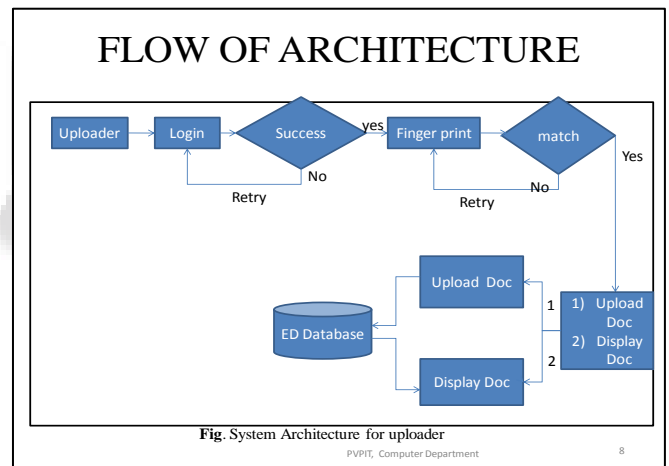 FLOW OF ARCHITECTURE
Uploader
Login
Success
yes
Finger print
match
Yes
No
Retry
No
Retry
Upload Doc
1
1) Upload
Doc
2) Display
Doc
ED Database
2
Display Doc
Fig. System Architecture for uploader
PVPIT, Computer Department
8